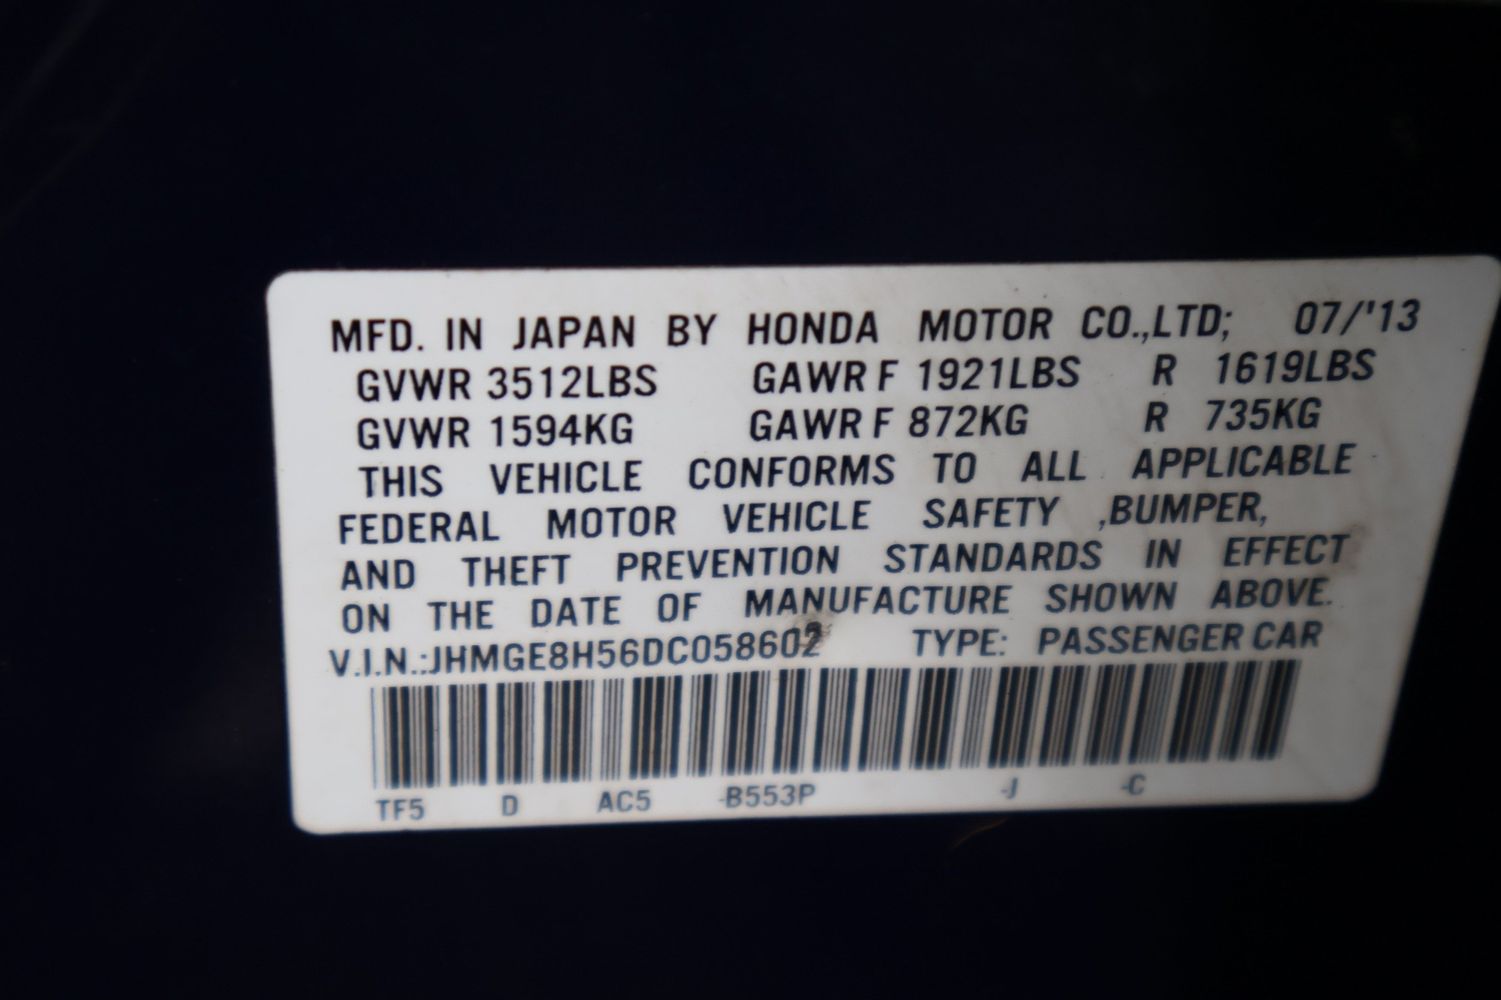 MFD. IN JAPAN BY HONDA MOTOR CO.,LTD; 07/'13
GVWR 3512LBS GAWR F 1921LBS R 1619LBS
GVWR 1594KG GAWR F 872KG R 735KG
THIS VEHICLE CONFORMS TO ALL APPLICABLE
FEDERAL MOTOR VEHICLE SAFETY ,BUMPER,
AND THEFT PREVENTION STANDARDS IN EFFECT
ON THE DATE OF MANUFACTURE SHOWN ABOVE.
V.I.N.:JHMGE8H56DC058602 TYPE: PASSENGER CAR
TF5 D AC5 -B553P -J -C